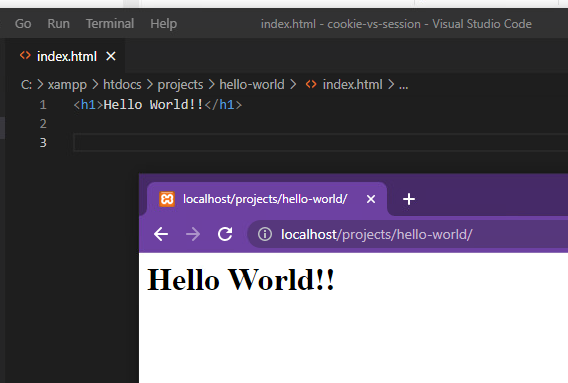 Go Run Terminal Help index.html - cookie-vs-session - Visual Studio Code
index.html
C: > xampp > htdocs > projects > hello-world > index.html > ...
1 <h1>Hello World!!</h1>
2
3
localhost/projects/hello-world/
localhost/projects/hello-world/
Hello World!!